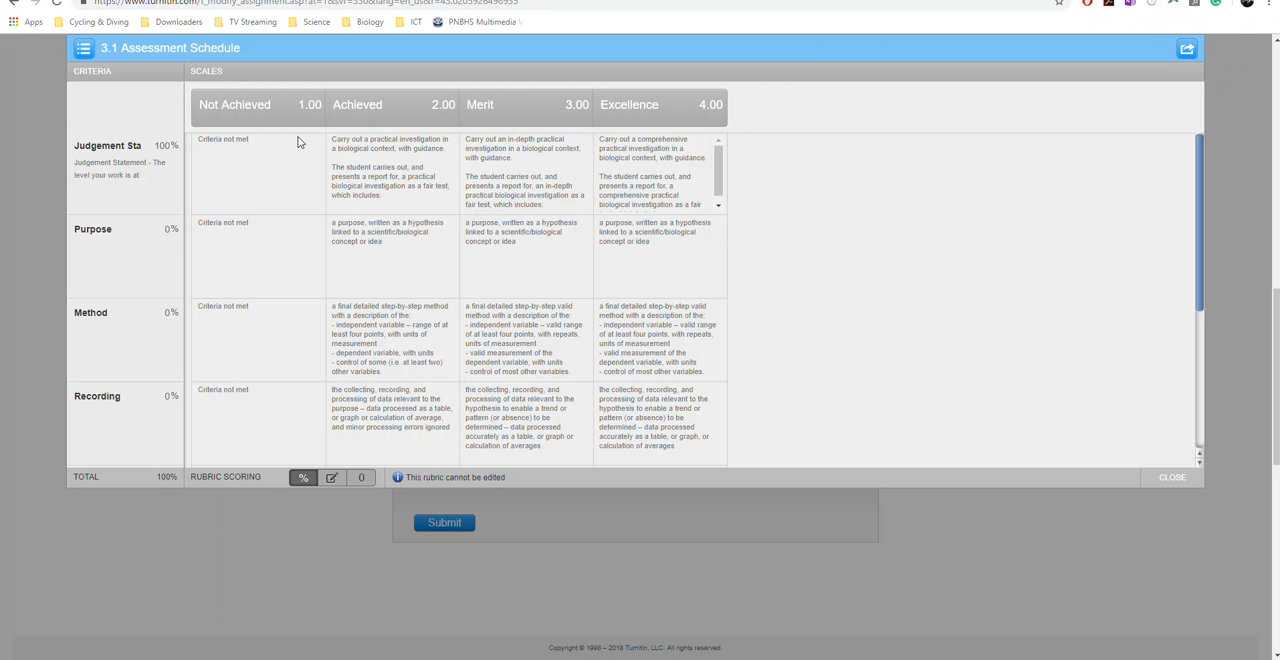 https://www.turnitin.com/t_modify_assignment.asp?
Apps Cycling & Diving Downloaders TV Streaming Science Biology ICT PNBHS Multimedia
3.1 Assessment Schedule
CRITERIA SCALES
Not Achieved 1.00 Achieved 2.00 Merit 3.00 Excellence 4.00
Judgement Sta 100%
Judgement Statement - The
level your work is at:
Criteria not met
Carry out a practical investigation in
a biological context, with guidance.
The student carries out, and
presents a report for, a practical
biological investigation as a fair test,
which includes:
Carry out an in-depth practical
investigation in a biological context,
with guidance.
The student carries out, and
presents a report for, an in-depth
practical biological investigation as a
fair test, which includes:
Carry out a comprehensive
practical investigation in a
biological context, with guidance.
The student carries out, and
presents a report for, a
comprehensive practical
biological investigation as a fair
Purpose 0%
Criteria not met
a purpose, written as a hypothesis
linked to a scientific/biological
concept or idea
a purpose, written as a hypothesis
linked to a scientific/biological
concept or idea
a purpose, written as a hypothesis
linked to a scientific/biological
concept or idea
Method 0%
Criteria not met
a final detailed step-by-step method
with a description of the:
- independent variable – range of at
least four points, with units of
measurement
- dependent variable, with units
- control of some (i.e. at least two)
other variables.
a final detailed step-by-step valid
method with a description of the:
- independent variable – valid range
of at least four points, with repeats,
units of measurement
- valid measurement of the
dependent variable, with units
- control of most other variables.
a final detailed step-by-step valid
method with a description of the:
- independent variable – valid range
of at least four points, with repeats,
units of measurement
- valid measurement of the
dependent variable, with units
- control of most other variables.
Recording 0%
Criteria not met
the collecting, recording, and
processing of data relevant to the
purpose – data processed as a table,
or graph or calculation of average,
and minor processing errors ignored
the collecting, recording, and
processing of data relevant to the
hypothesis to enable a trend or
pattern (or absence) to be
determined – data processed
accurately as a table, or graph or
calculation of averages
the collecting, recording, and
processing of data relevant to the
hypothesis to enable a trend or
pattern (or absence) to be
determined – data processed
accurately as a table, or graph, or
calculation of averages
TOTAL 100% RUBRIC SCORING % () This rubric cannot be edited CLOSE
Submit
Copyright © 1998 – 2018 Turnitin, LLC. All rights reserved.